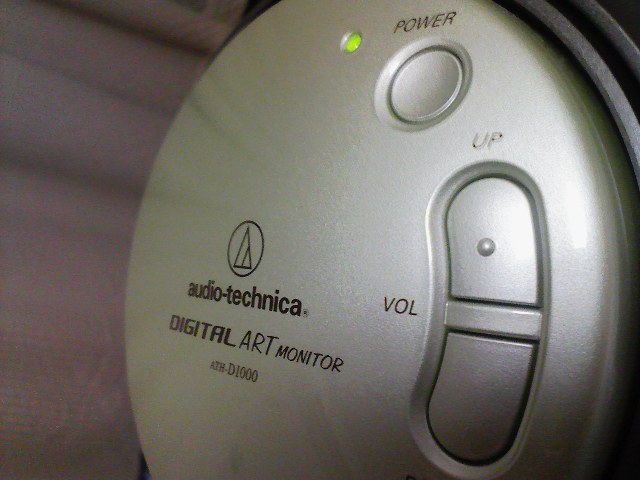 POWER
UP
VOL
audio-technica®
DIGITAL ART MONITOR
ATH-D1000